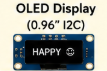 OLED Display
(0.96" I2C)
HAPPY 😊